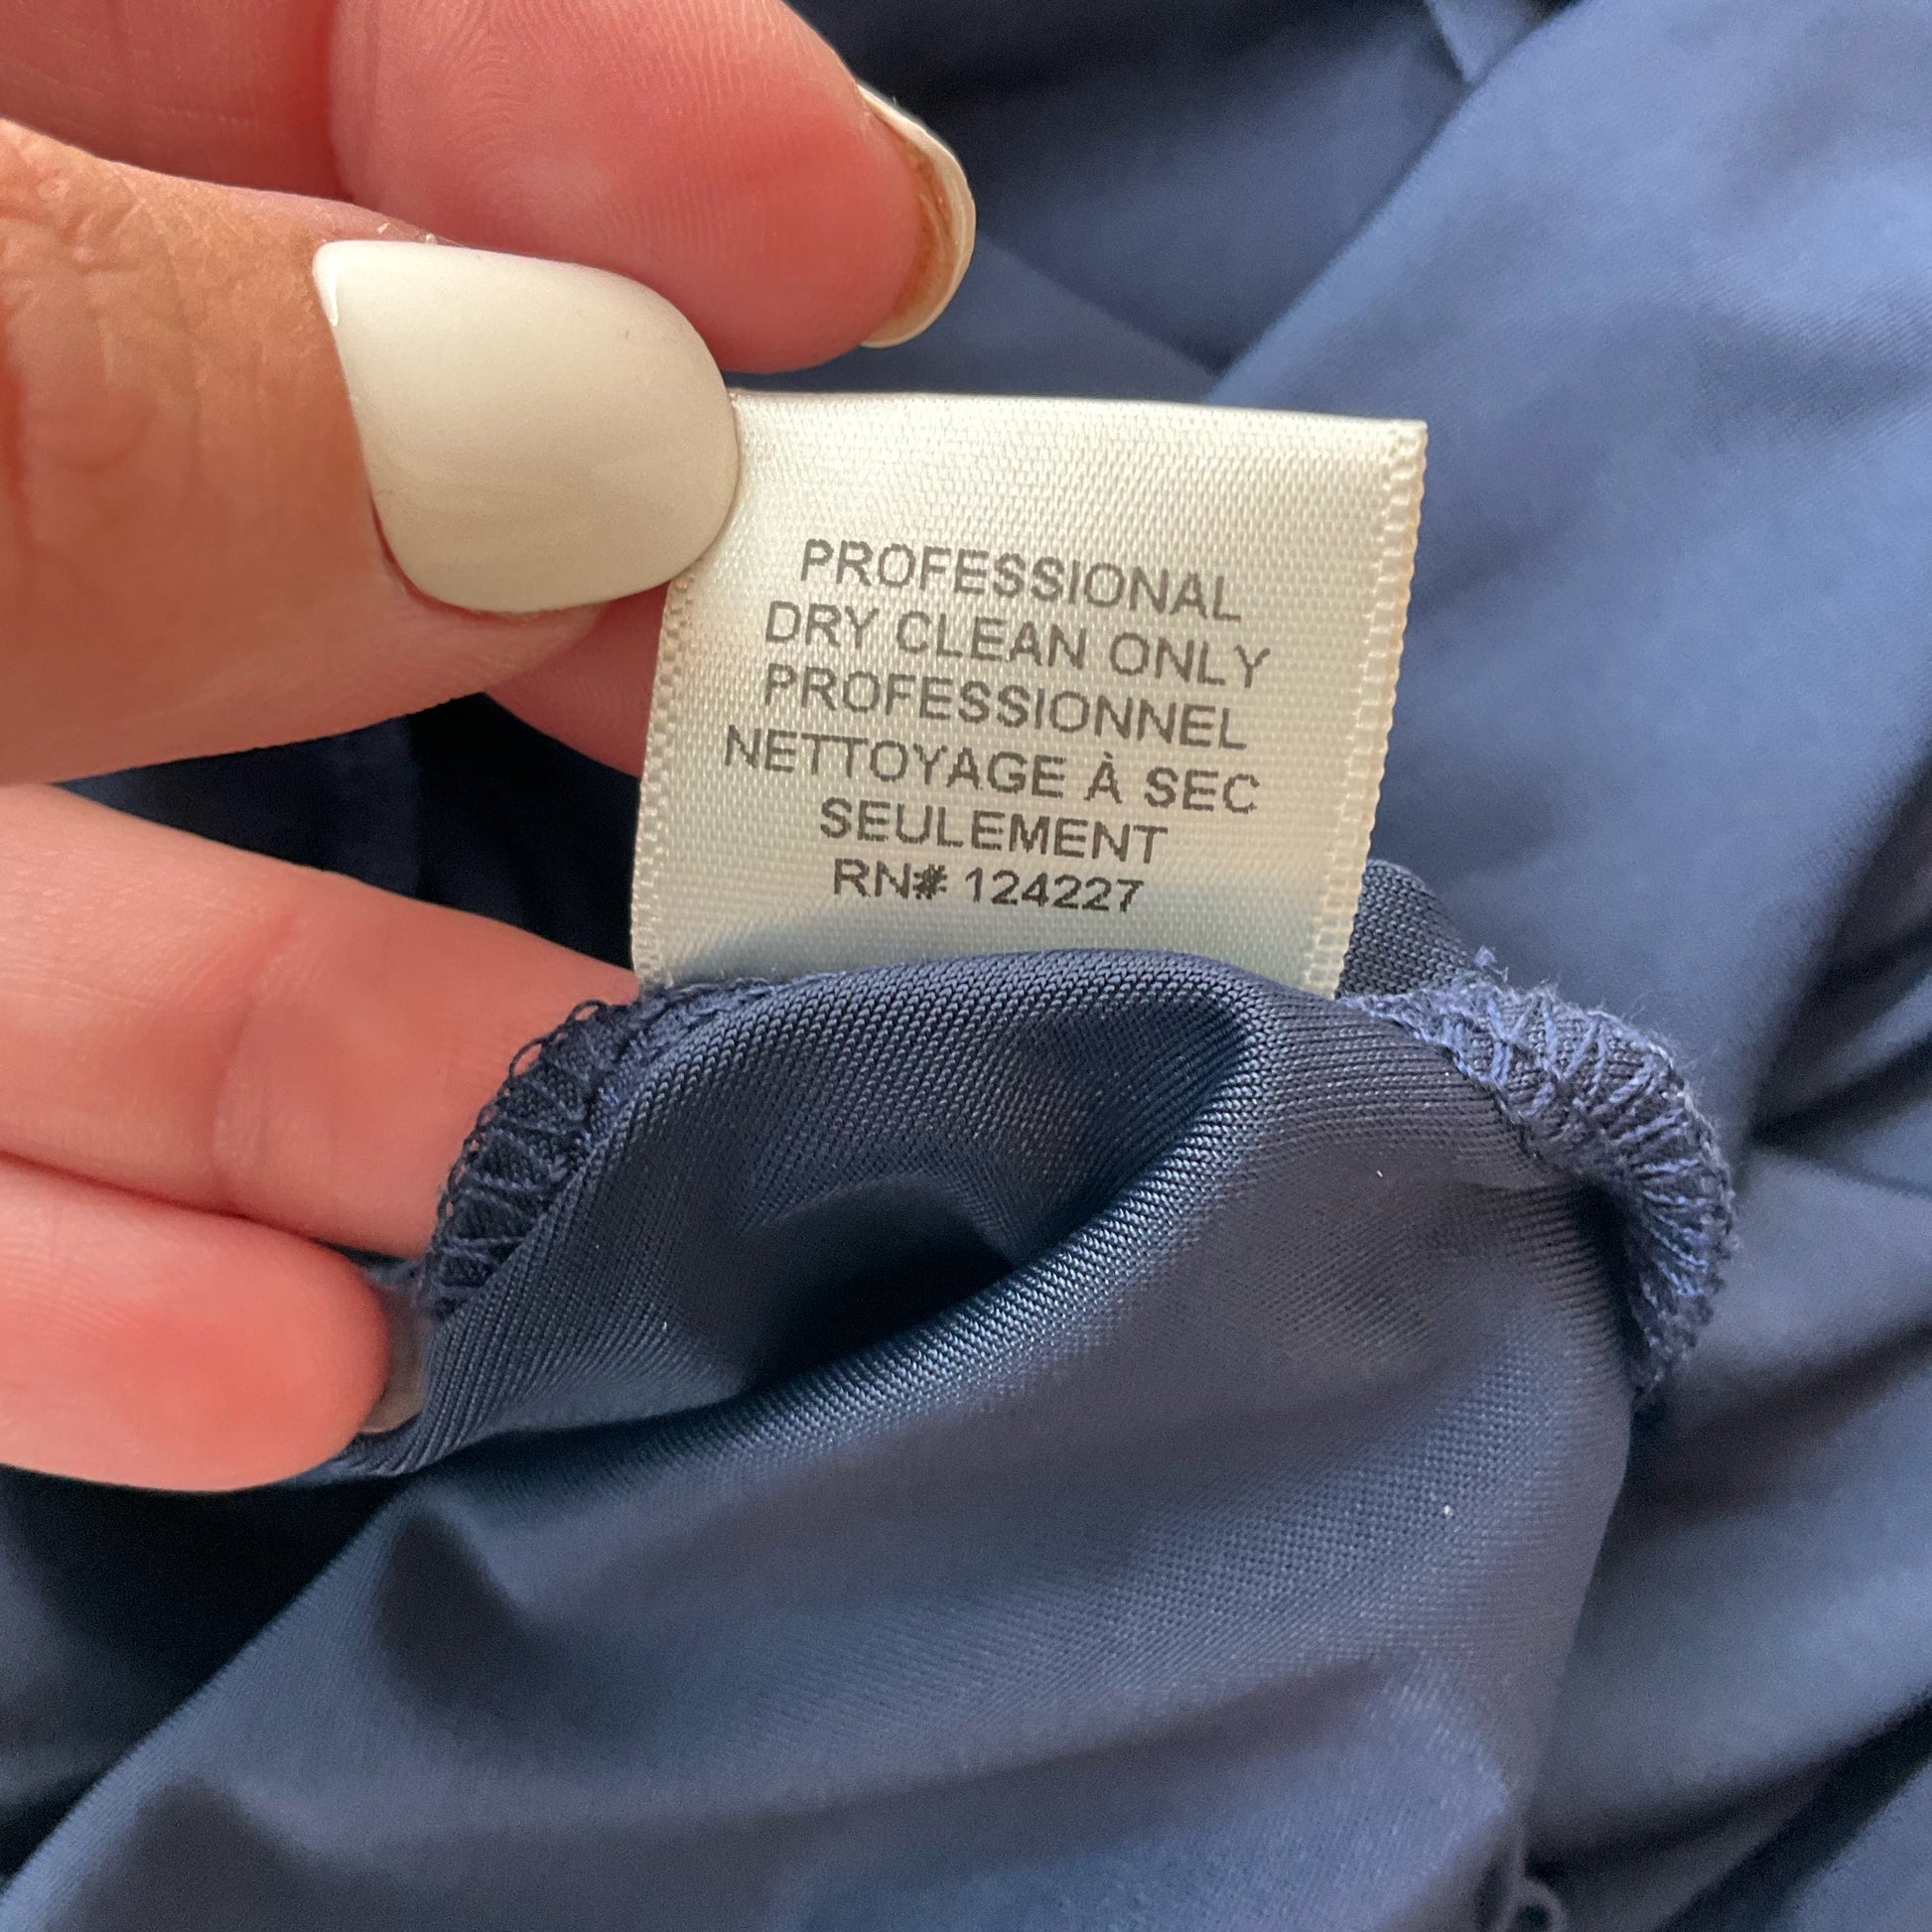 PROFESSIONAL
DRY CLEAN ONLY
PROFESSIONNEL
NETTOYAGE À SEC
SEULEMENT
RN# 124227